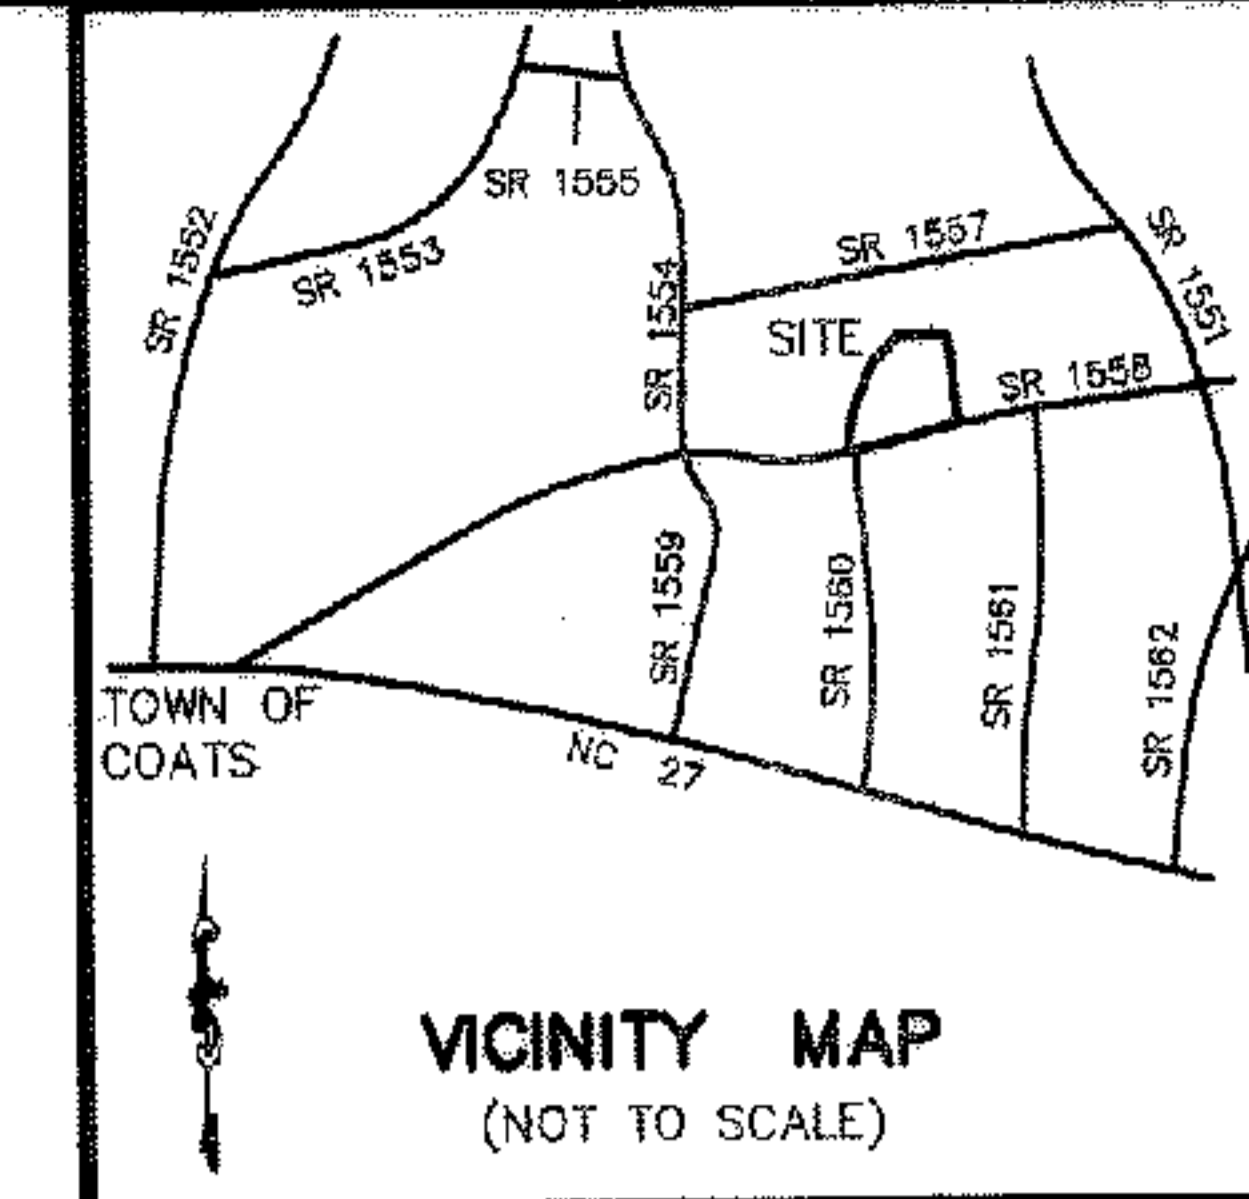 SR 1552
SR 1553
SR 1555
SR 1554
SR 1557
SR 1551
SITE
SR 1558
SR 1559
SR 1560
SR 1561
SR 1562
TOWN OF
COATS
NC 27
VICINITY MAP
(NOT TO SCALE)